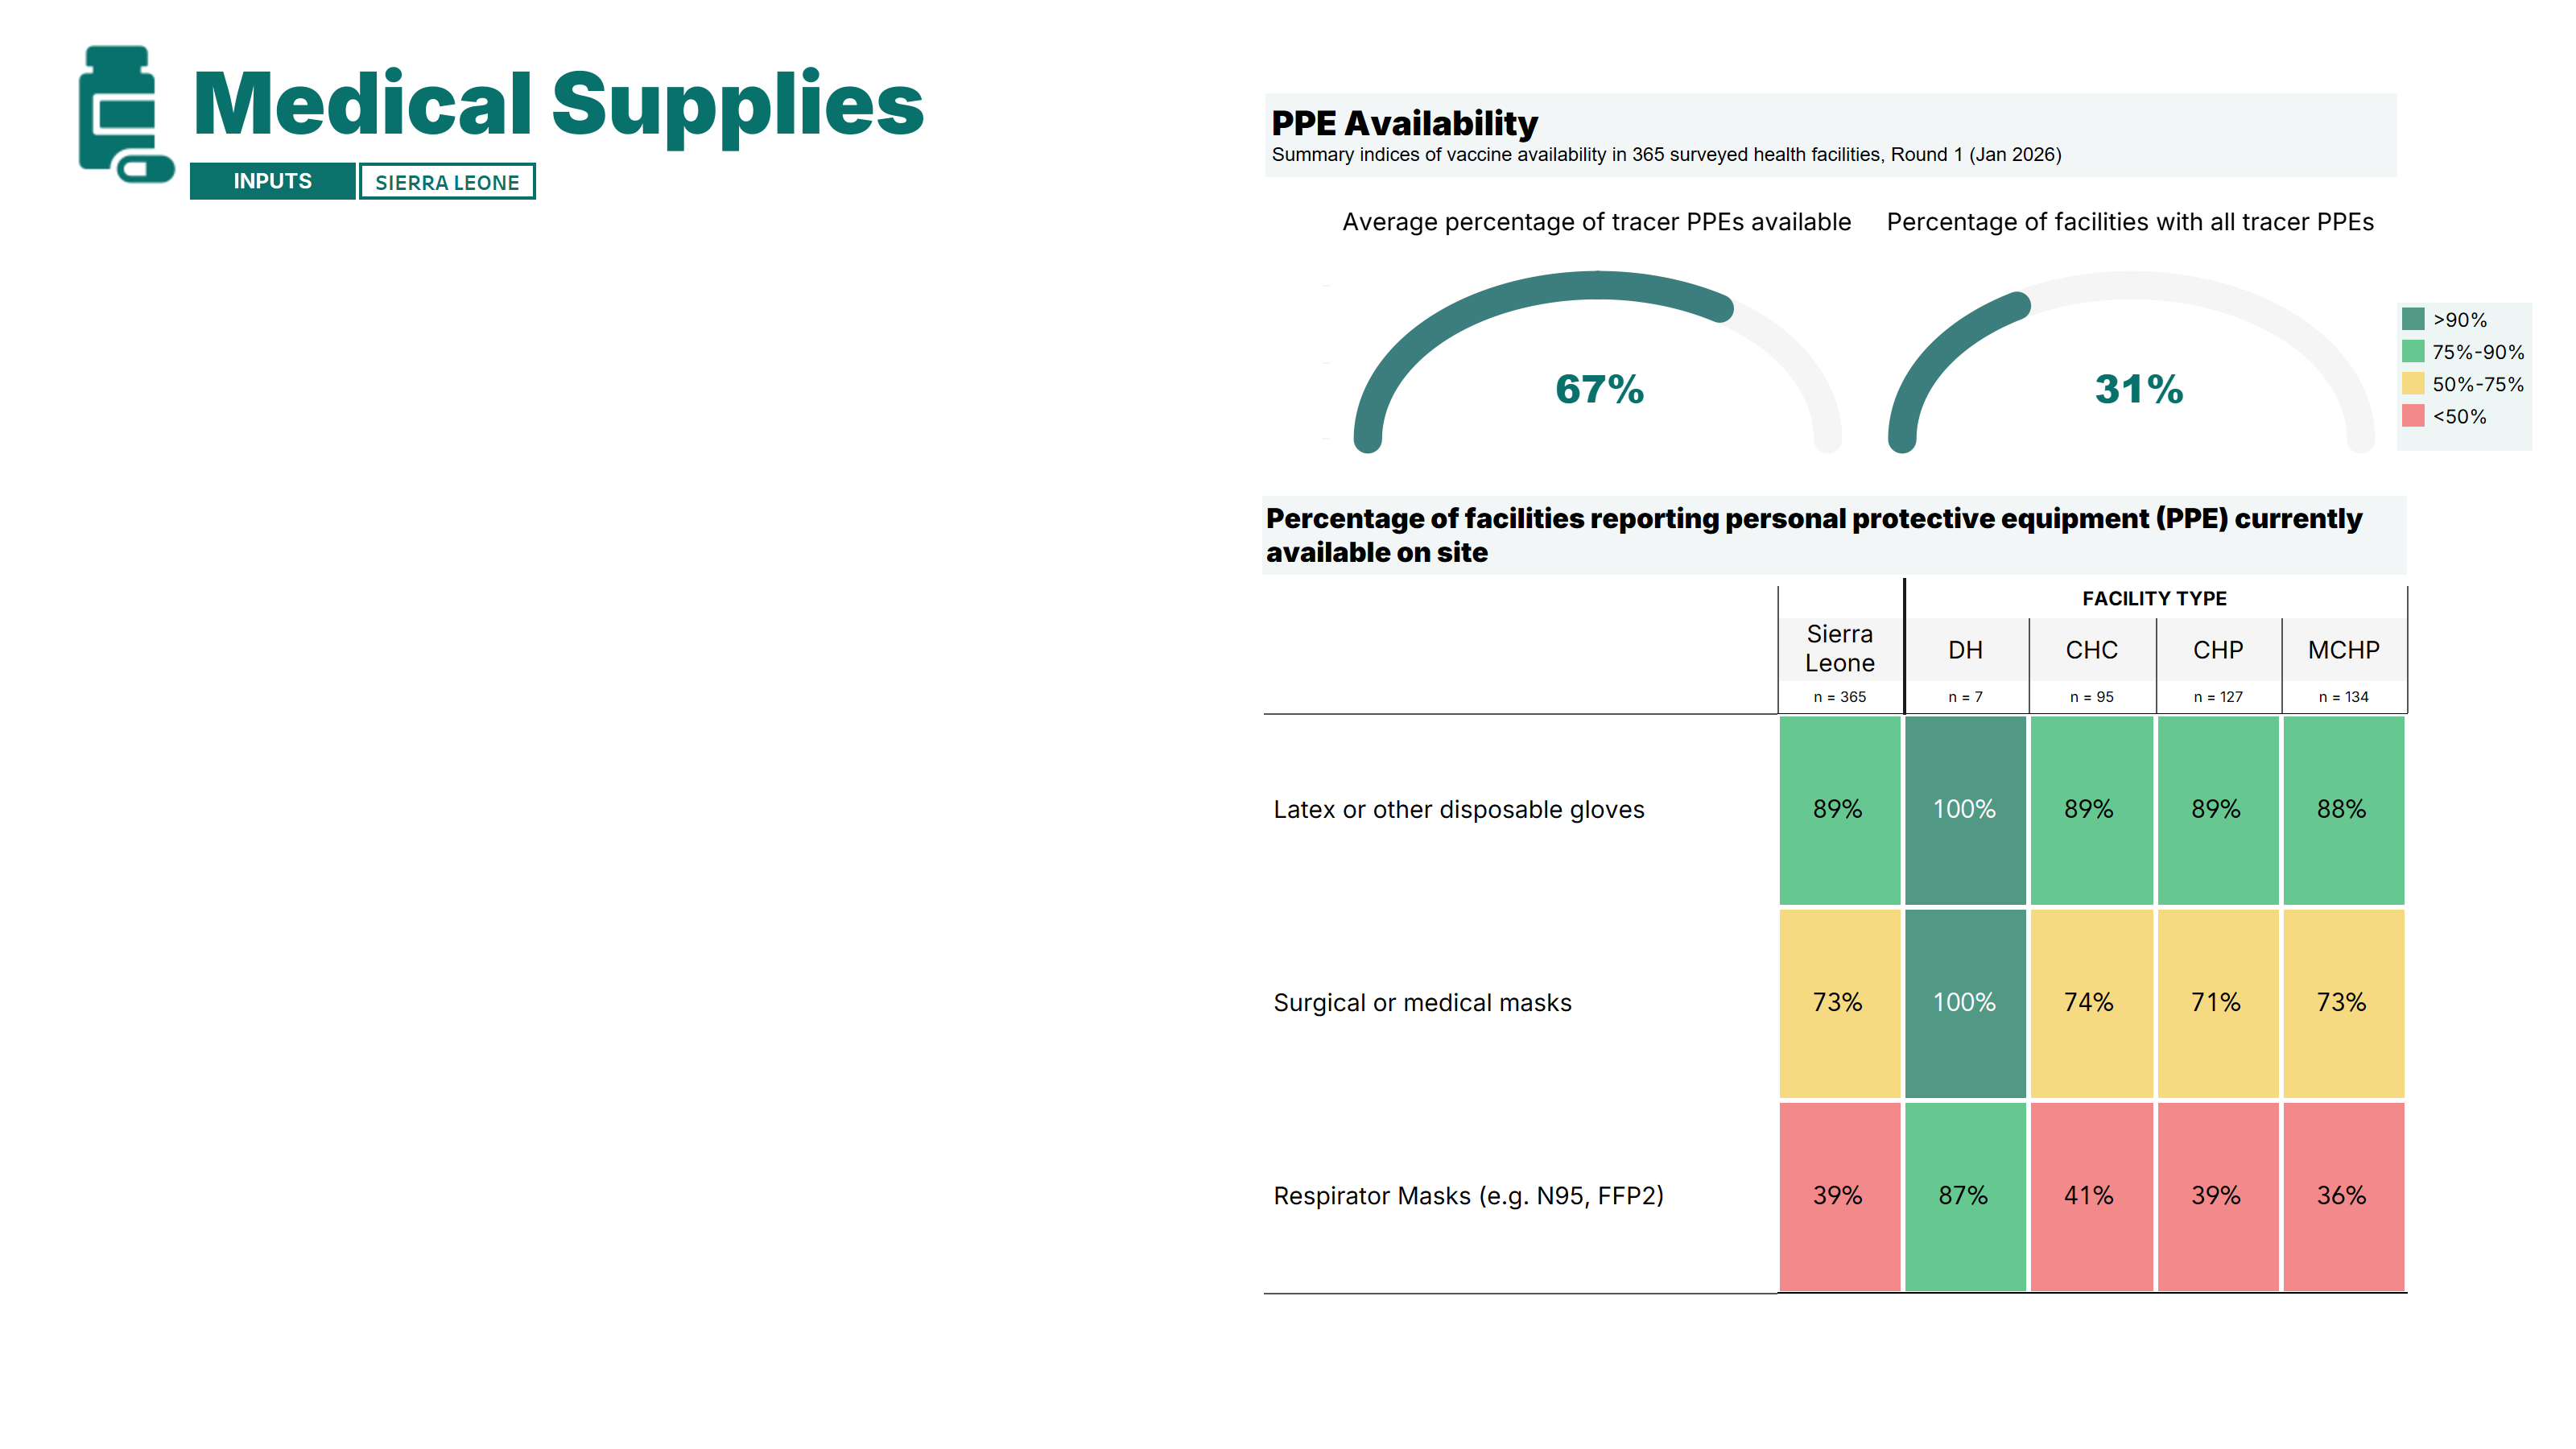 Medical Supplies
INPUTS
SIERRA LEONE
PPE Availability
Summary indices of vaccine availability in 365 surveyed health facilities, Round 1 (Jan 2026)
Average percentage of tracer PPEs available
Percentage of facilities with all tracer PPEs
67%
31%
>90%
75%-90%
50%-75%
<50%
Percentage of facilities reporting personal protective equipment (PPE) currently
available on site
FACILITY TYPE
Sierra
Leone
DH
CHC
CHP
MCHP
n = 365
n = 7
n = 95
n = 127
n = 134
Latex or other disposable gloves
89%
100%
89%
89%
88%
Surgical or medical masks
73%
100%
74%
71%
73%
Respirator Masks (e.g. N95, FFP2)
39%
87%
41%
39%
36%